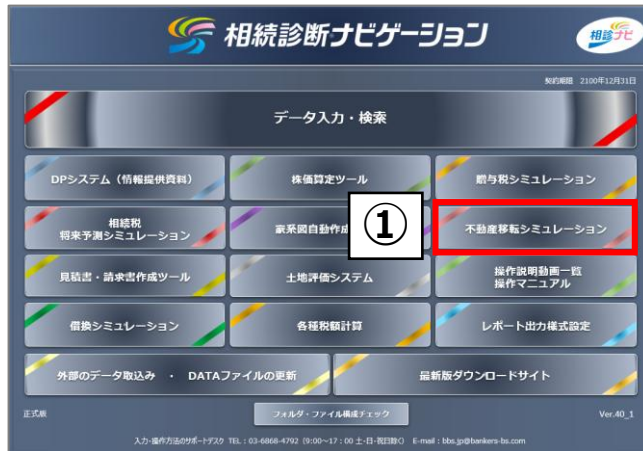 相続診断ナビゲーション
相診ナビ
契約期限 2100年12月31日
データ入力・検索
DPシステム（情報提供資料）
株価算定ツール
贈与税シミュレーション
相続税
将来予測シミュレーション
家系図自動作成
①
不動産移転シミュレーション
見積書・請求書作成ツール
土地評価システム
操作説明動画一覧
操作マニュアル
借換シミュレーション
各種税額計算
レポート出力様式設定
外部のデータ取込み ・ DATAファイルの更新
最新版ダウンロードサイト
正式版
フォルダ・ファイル構成チェック
Ver.40_1
入力・操作方法のサポートデスク TEL：03-6868-4792（9:00～17：00 土・日・祝日除く） E-mail：bbs.jp@bankers-bs.com